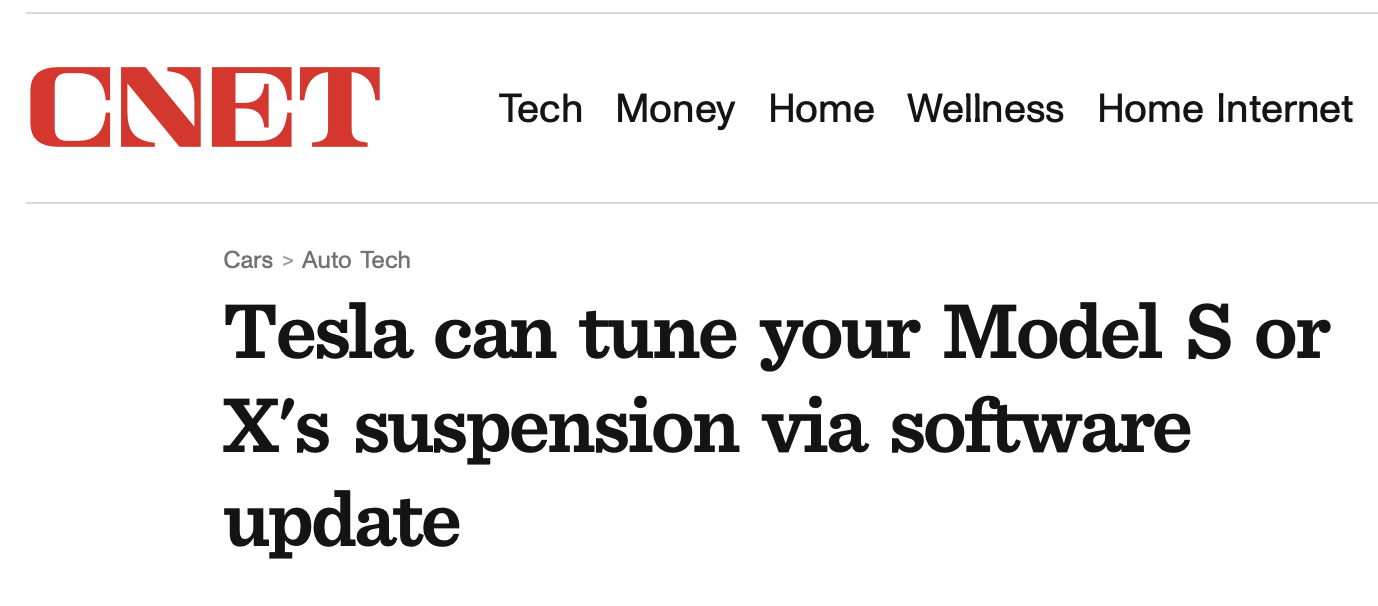 CNET
Tech Money Home Wellness Home Internet
Cars > Auto Tech
Tesla can tune your Model S or
X's suspension via software
update